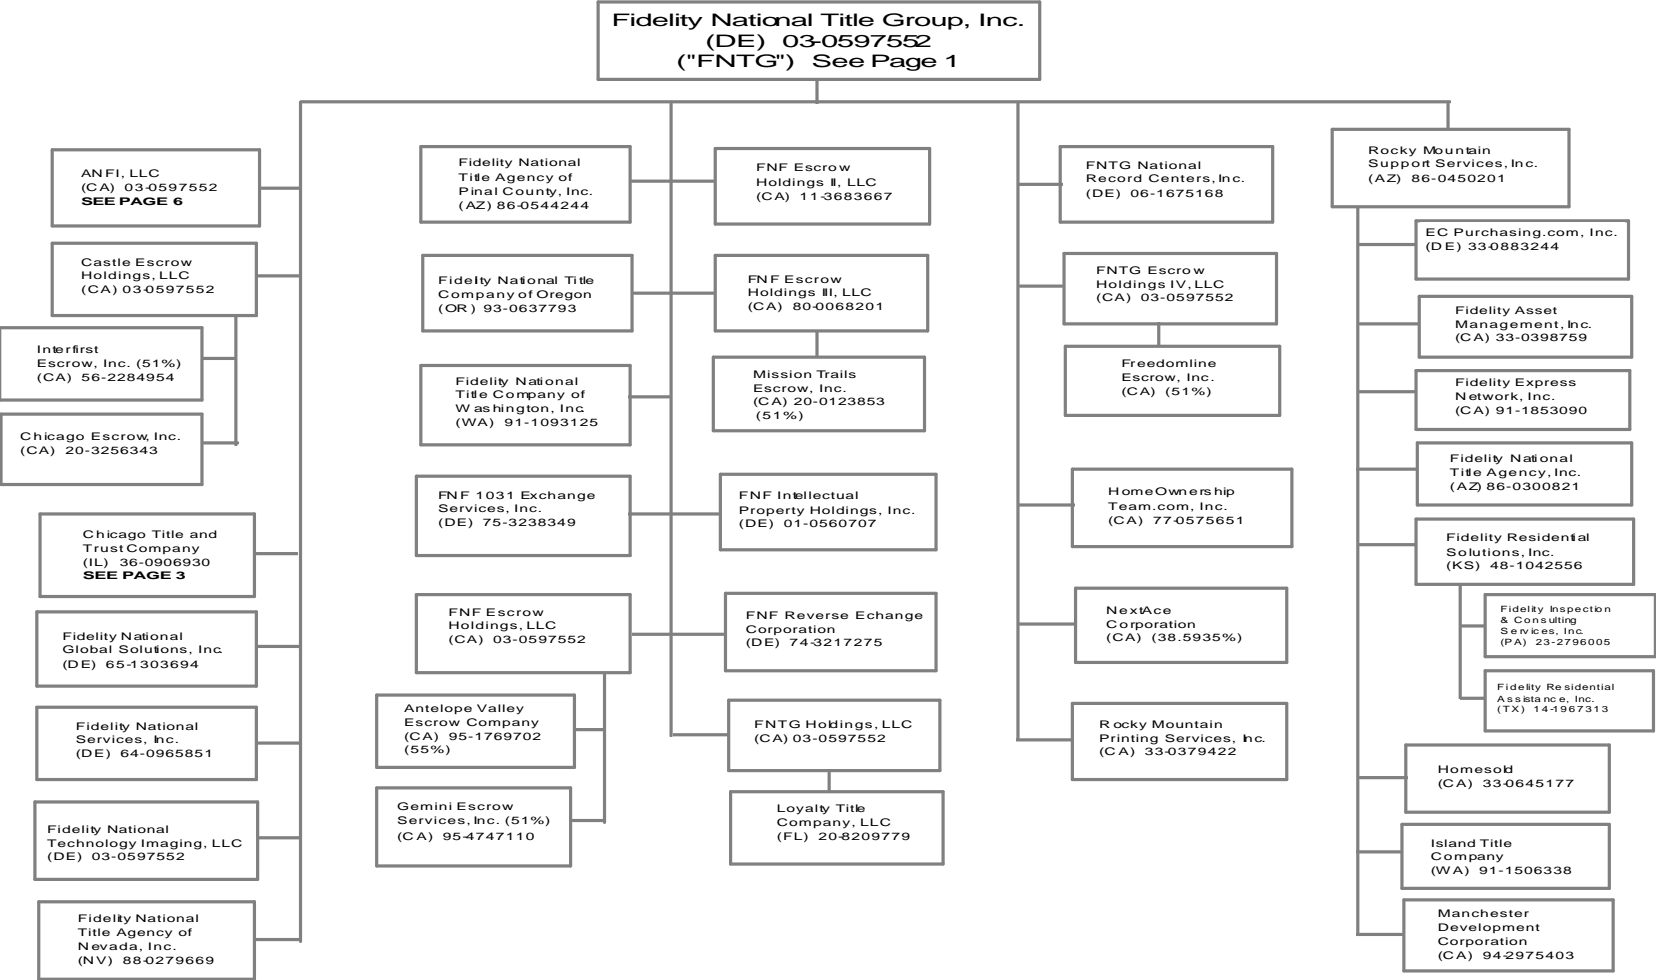 Fidelity National Title Group, Inc.
(DE) 03-0597552
("FNTG") See Page 1
ANFI, LLC
(CA) 03-0597552
SEE PAGE 6
Castle Escrow
Holdings, LLC
(CA) 03-0597552
Interfirst
Escrow, Inc. (51%)
(CA) 56-2284954
Chicago Escrow, Inc.
(CA) 20-3256343
Chicago Title and
Trust Company
(IL) 36-0906930
SEE PAGE 3
Fidelity National
Global Solutions, Inc.
(DE) 65-1303694
Fidelity National
Services, Inc.
(DE) 64-0965851
Fidelity National
Technology Imaging, LLC
(DE) 03-0597552
Fidelity National
Title Agency of
Nevada, Inc.
(NV) 88-0279669
Fidelity National
Title Agency of
Pinal County, Inc.
(AZ) 86-0544244
Fidelity National Title
Company of Oregon
(OR) 93-0637793
Fidelity National
Title Company of
Washington, Inc.
(WA) 91-1093125
FNF 1031 Exchange
Services, Inc.
(DE) 75-3238349
FNF Escrow
Holdings, LLC
(CA) 03-0597552
Antelope Valley
Escrow Company
(CA) 95-1769702
(55%)
Gemini Escrow
Services, Inc. (51%)
(CA) 95-4747110
FNF Escrow
Holdings II, LLC
(CA) 11-3683667
FNF Escrow
Holdings III, LLC
(CA) 80-0068201
Mission Trails
Escrow, Inc.
(CA) 20-0123853
(51%)
FNF Intellectual
Property Holdings, Inc.
(DE) 01-0560707
FNF Reverse Echange
Corporation
(DE) 74-3217275
FNTG Holdings, LLC
(CA) 03-0597552
Loyalty Title
Company, LLC
(FL) 20-8209779
FNTG National
Record Centers, Inc.
(DE) 06-1675168
FNTG Escrow
Holdings IV, LLC
(CA) 03-0597552
Freedomline
Escrow, Inc.
(CA) (51%)
HomeOwnership
Team.com, Inc.
(CA) 77-0575651
NextAce
Corporation
(CA) (38.5935%)
Rocky Mountain
Printing Services, Inc.
(CA) 33-0379422
Rocky Mountain
Support Services, Inc.
(AZ) 86-0450201
EC Purchasing.com, Inc.
(DE) 33-0883244
Fidelity Asset
Management, Inc.
(CA) 33-0398759
Fidelity Express
Network, Inc.
(CA) 91-1853090
Fidelity National
Title Agency, Inc.
(AZ) 86-0300821
Fidelity Residential
Solutions, Inc.
(KS) 48-1042556
Fidelity Inspection
& Consulting
Services, Inc.
(PA) 23-2796005
Fidelity Residential
Assistance, Inc.
(TX) 14-1967313
Homesold
(CA) 33-0645177
Island Title
Company
(WA) 91-1506338
Manchester
Development
Corporation
(CA) 94-2975403